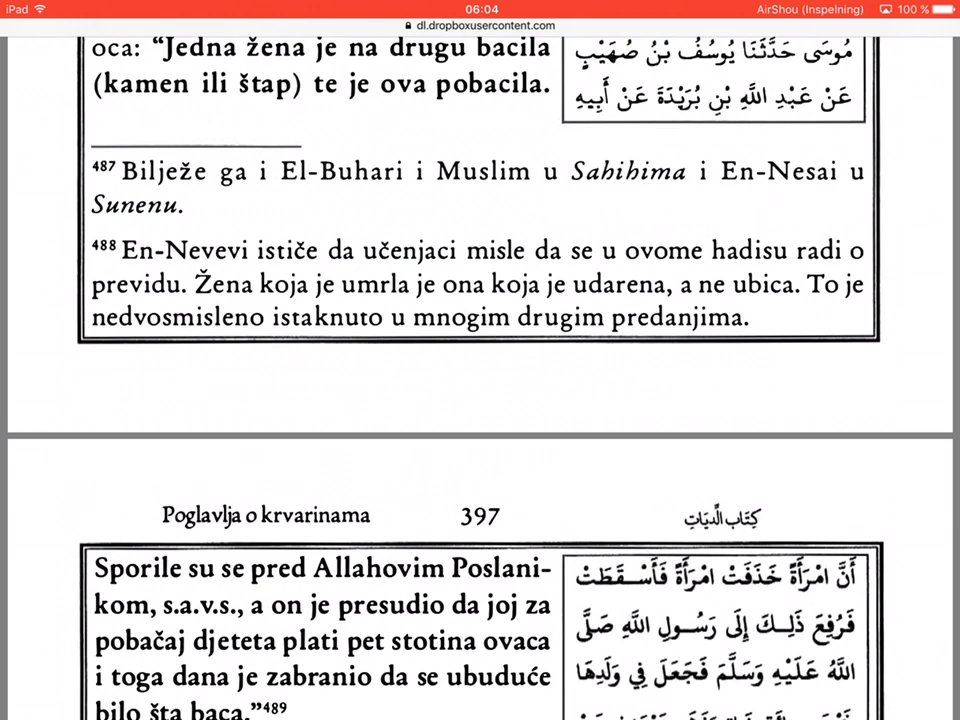 iPad 06:04 AirShou (Inspelning) 100 %
dl.dropboxusercontent.com
oca: “Jedna žena je na drugu bacila
(kamen ili štap) te je ova pobacila.
مُوسَى حَدَّثَنَا يُوسُفُ بْنُ صُهَيْبٍ
عَنْ عَبْدِ اللَّهِ بْنِ بُرَيْدَةَ عَنْ أَبِيهِ
487 Bilježe ga i El-Buhari i Muslim u Sahihima i En-Nesai u
Sunenu.
488 En-Nevevi ističe da učenjaci misle da se u ovome hadisu radi o
previdu. Žena koja je umrla je ona koja je udarena, a ne ubica. To je
nedvosmisleno istaknuto u mnogim drugim predanjima.
Poglavlja o krvarinama 397 كِتَاب الدِّيَاتِ
Sporile su se pred Allahovim Poslani-
kom, s.a.v.s., a on je presudio da joj za
pobačaj djeteta plati pet stotina ovaca
i toga dana je zabranio da se ubuduće
bilo šta baca.”489
أَنَّ امْرَأَةً خَذَفَتْ امْرَأَةً فَأَسْقَطَتْ
فَرُفِعَ ذَلِكَ إِلَى رَسُولِ اللَّهِ صَلَّى
اللَّهُ عَلَيْهِ وَسَلَّمَ فَجَعَلَ فِي وَلَدِهَا